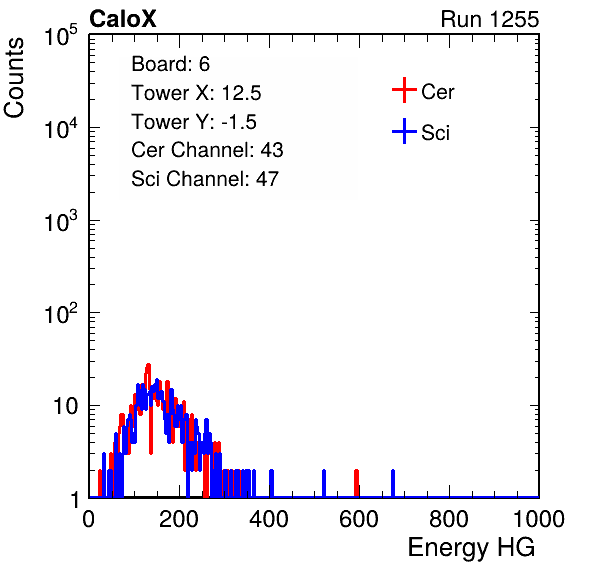 CaloX Run 1255
Counts
Board: 6
Tower X: 12.5
Tower Y: -1.5
Cer Channel: 43
Sci Channel: 47
Cer
Sci
10^5
10^4
10^3
10^2
10
1
0 200 400 600 800 1000
Energy HG